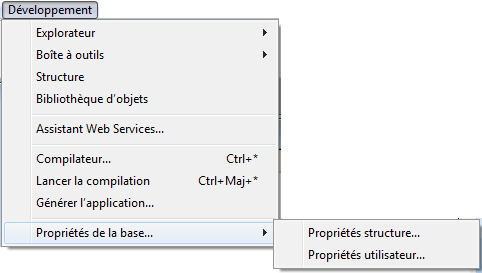 Développement
Explorateur
Boîte à outils
Structure
Bibliothèque d'objets
Assistant Web Services...
Compilateur... Ctrl+*
Lancer la compilation Ctrl+Maj+*
Générer l'application...
Propriétés de la base...
Propriétés structure...
Propriétés utilisateur...